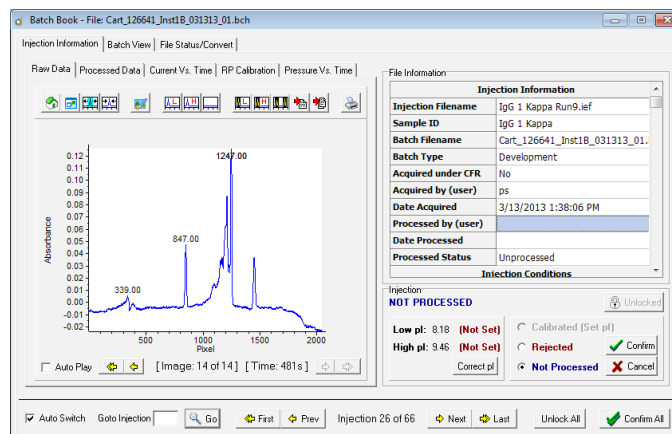 Batch Book - File: Cart_126641_Inst1B_031313_01.bch
Injection Information Batch View File Status/Convert
Raw Data Processed Data Current Vs. Time RP Calibration Pressure Vs. Time
L H L H
0.12
0.11
0.10
0.09
0.08
0.07
0.06
0.05
0.04
0.03
0.02
0.01
0.00
-0.01
-0.02
Absorbance
339.00
847.00
1247.00
500 1000 1500 2000
Pixel
Auto Play [Image: 14 of 14] [Time: 481s]
File Information
Injection Information
Injection Filename IgG 1 Kappa Run9.ief
Sample ID IgG 1 Kappa
Batch Filename Cart_126641_Inst1B_031313_01.
Batch Type Development
Acquired under CFR No
Acquired by (user) ps
Date Acquired 3/13/2013 1:38:06 PM
Processed by (user)
Date Processed
Processed Status Unprocessed
Injection Conditions
Injection
NOT PROCESSED Unlocked
Low pI: 8.18 (Not Set)
High pI: 9.46 (Not Set)
Correct pI
Calibrated (Set pI)
Rejected Confirm
Not Processed Cancel
Auto Switch Goto Injection Go First Prev Injection 26 of 66 Next Last Unlock All Confirm All